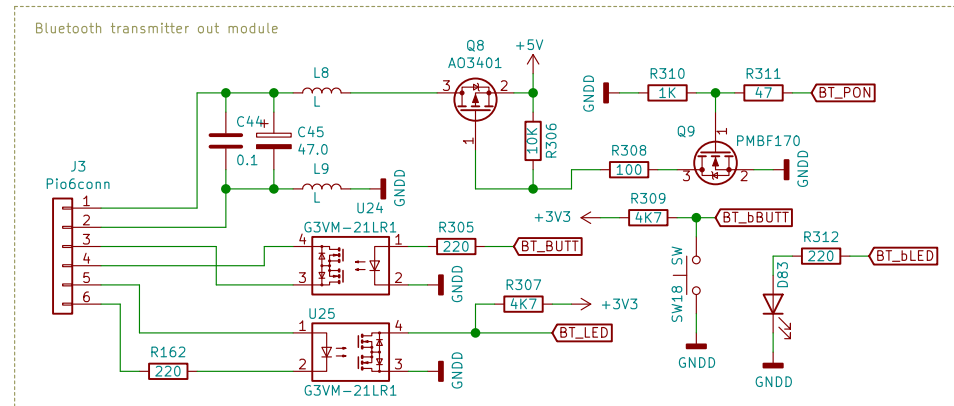 Bluetooth transmitter out module
Q8
AO3401
+5V
3
2
1
L8
L
C44
0.1
+
C45
47.0
L9
L
GNDD
10K
R306
GNDD
R310
1K
R311
47
BT_PON
Q9
PMBF170
1
3
2
GNDD
R308
100
J3
Pio6conn
1
2
3
4
5
6
U24
G3VM-21LR1
4
3
1
2
R305
220
BT_BUTT
GNDD
+3V3
R309
4K7
BT_bBUTT
SW18
SW
GNDD
R312
220
BT_bLED
D83
GNDD
R307
4K7
+3V3
U25
G3VM-21LR1
1
2
4
3
BT_LED
GNDD
R162
220